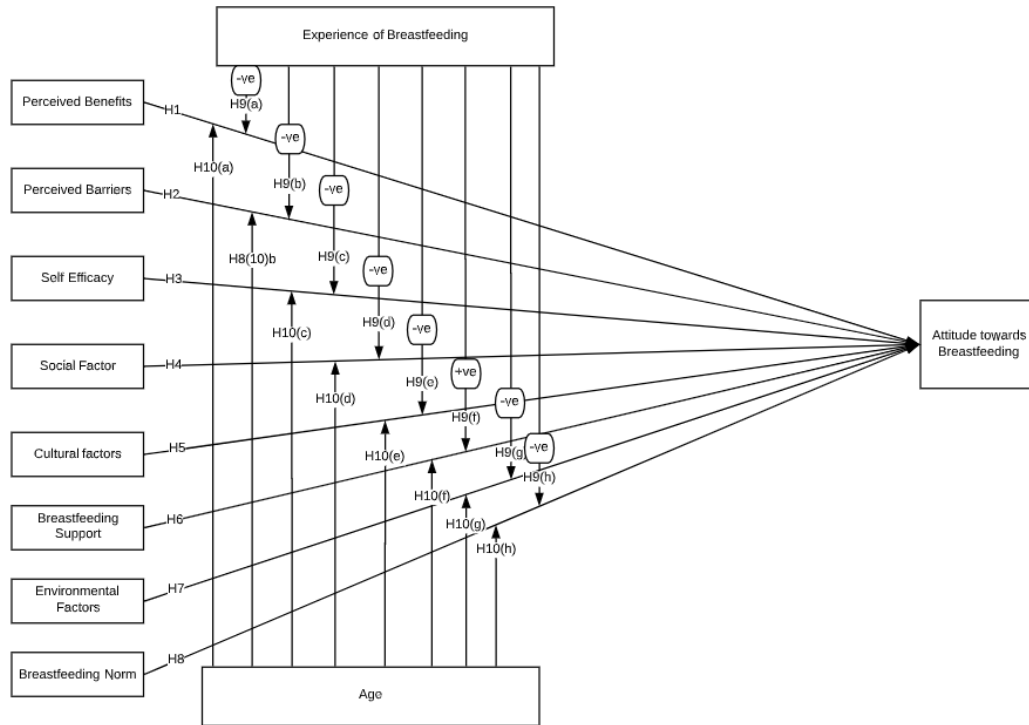 Experience of Breastfeeding
-ve
Perceived Benefits
H1
H9(a)
-ve
H10(a)
Perceived Barriers
H2
H9(b)
-ve
H8(10)b
H9(c)
Self Efficacy
H3
-ve
H10(c)
H9(d)
-ve
Attitude towards
Breastfeeding
Social Factor
H4
H10(d)
H9(e)
+ve
H9(f)
-ve
Cultural factors
H5
H10(e)
H9(g)
-ve
H9(h)
Breastfeeding
Support
H6
H10(f)
H10(g)
H10(h)
Environmental
Factors
H7
Breastfeeding Norm
H8
Age